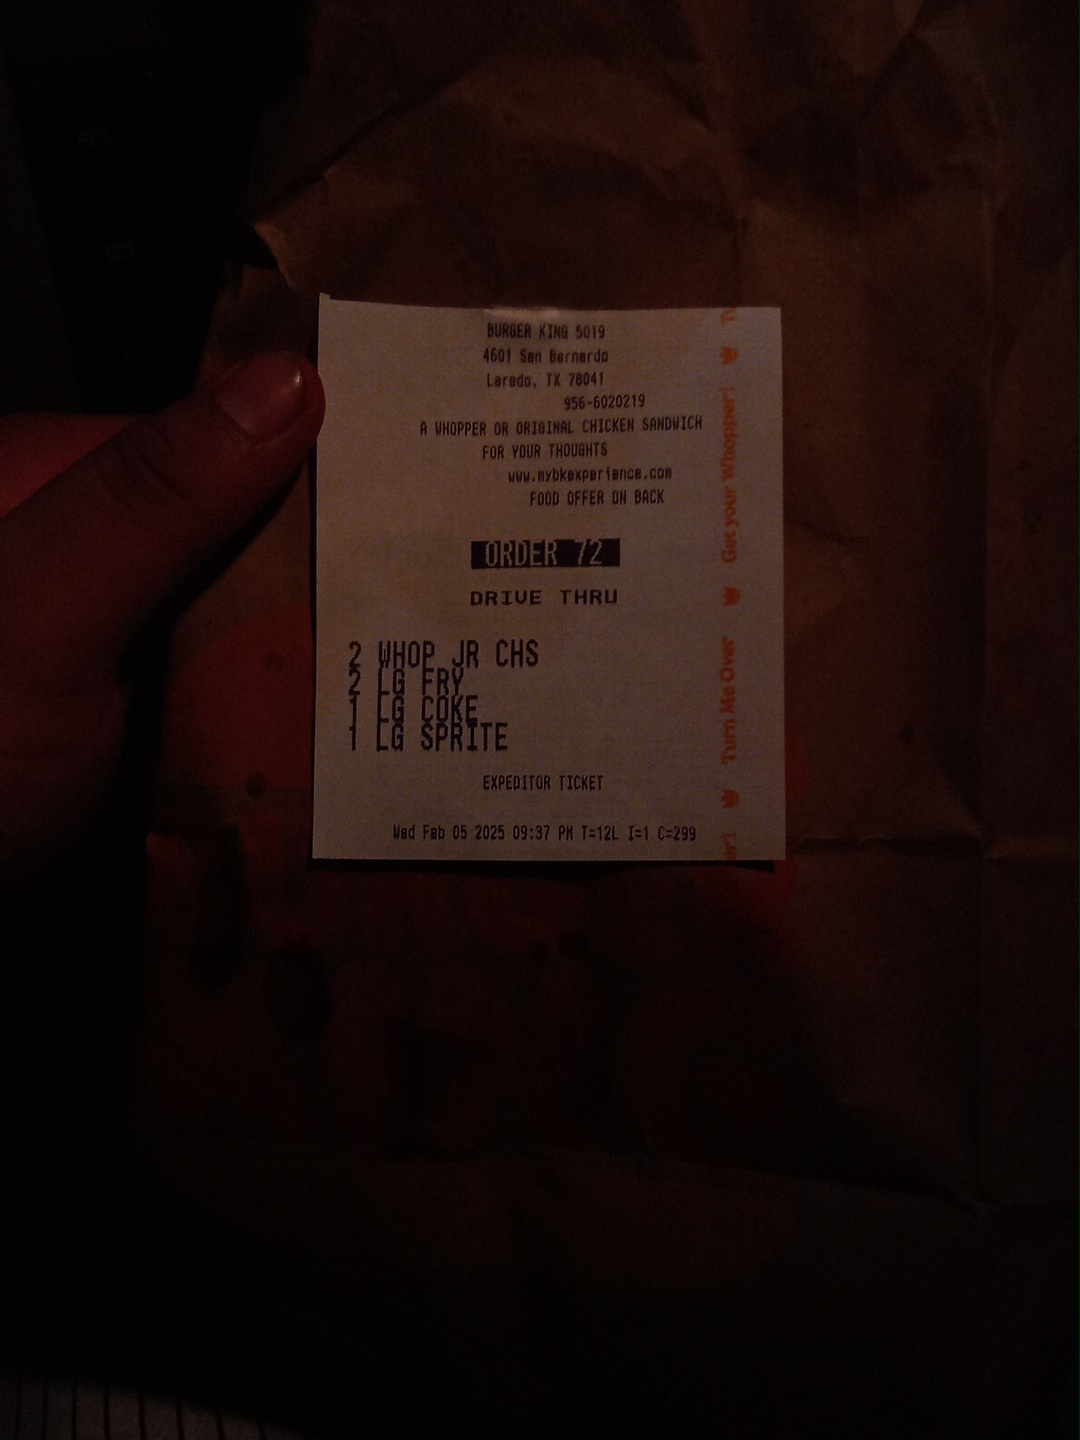 BURGER KING 5019
4601 San Bernardo
Laredo, TX 78041
956-6020219
A WHOPPER OR ORIGINAL CHICKEN SANDWICH
FOR YOUR THOUGHTS
www.mybkexperience.com
FOOD OFFER ON BACK
ORDER 72
DRIVE THRU
2 WHOP JR CHS
2 LG FRY
1 LG COKE
1 LG SPRITE
EXPEDITOR TICKET
Wed Feb 05 2025 09:37 PM T=12L I=1 C=299
er! Turn Me Over Get your Whopper! Tu